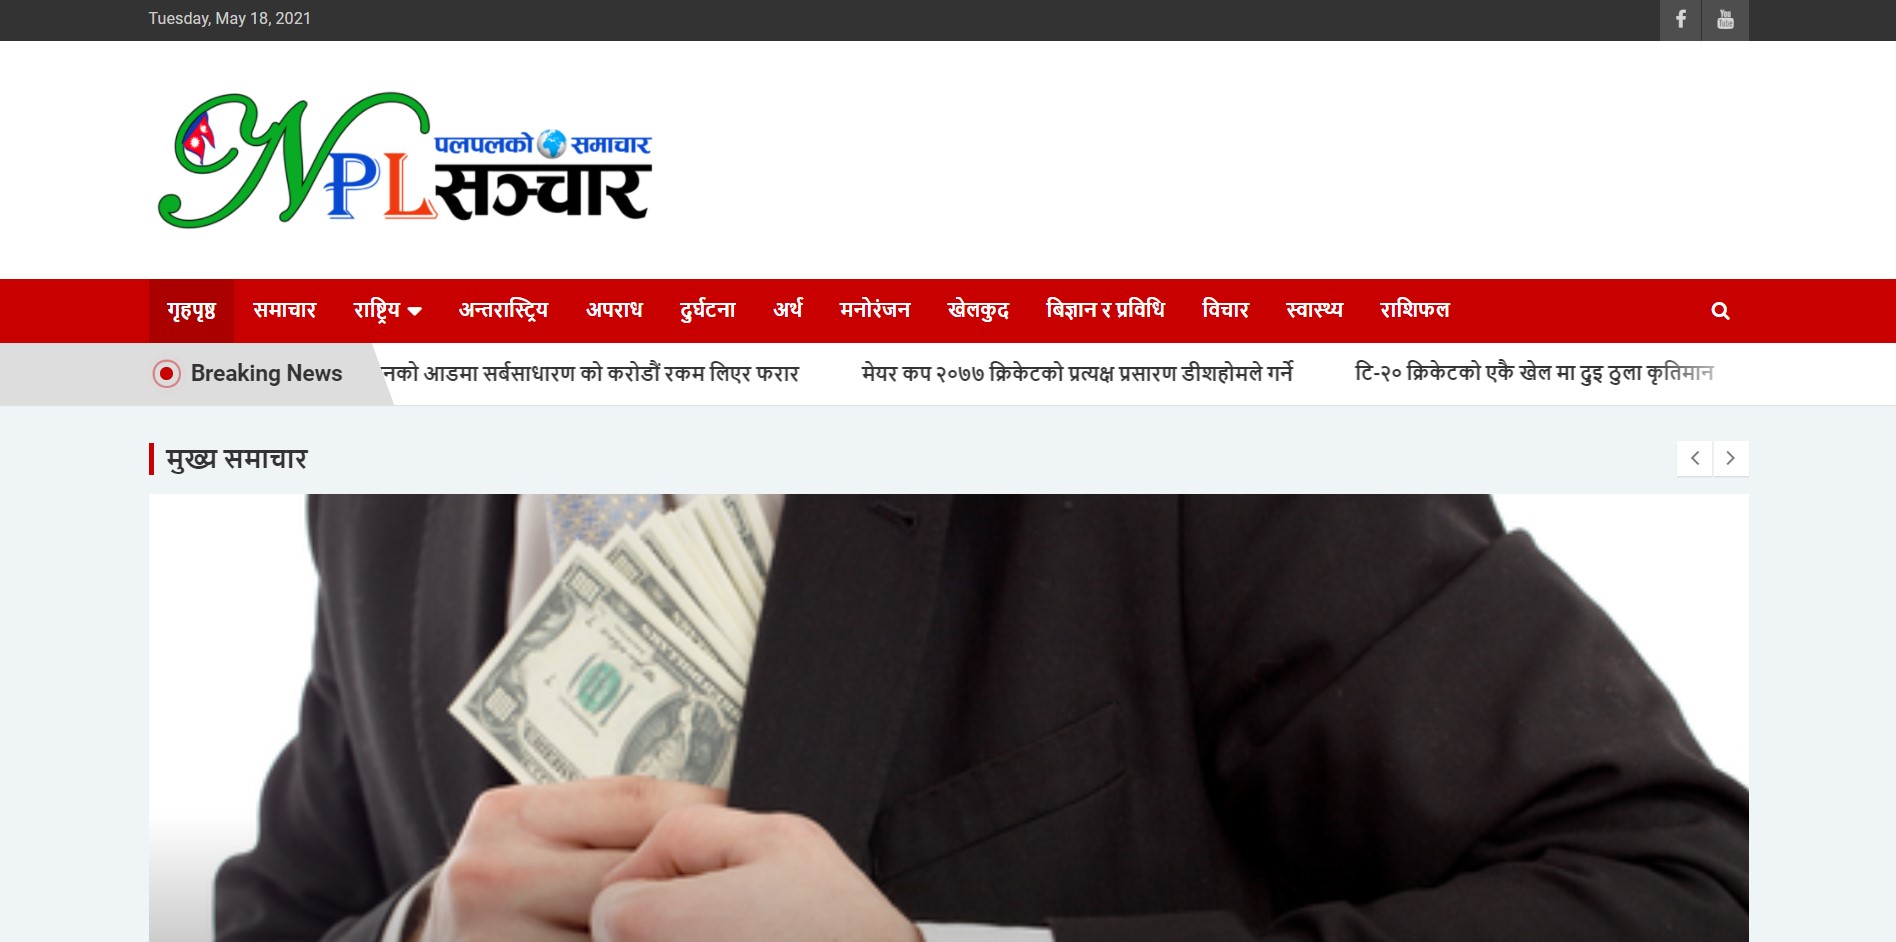 Tuesday, May 18, 2021
NPL
पलपलको समाचार
सञ्चार
गृहपृष्ठ समाचार राष्ट्रिय अन्तरास्ट्रिय अपराध दुर्घटना अर्थ मनोरंजन खेलकुद बिज्ञान र प्रविधि विचार स्वास्थ्य राशिफल
Breaking News नको आडमा सर्बसाधारण को करोडौं रकम लिएर फरार मेयर कप २०७७ क्रिकेटको प्रत्यक्ष प्रसारण डीशहोमले गर्ने टि-२० क्रिकेटको एकै खेल मा दुइ ठुला कृतिमान
मुख्य समाचार